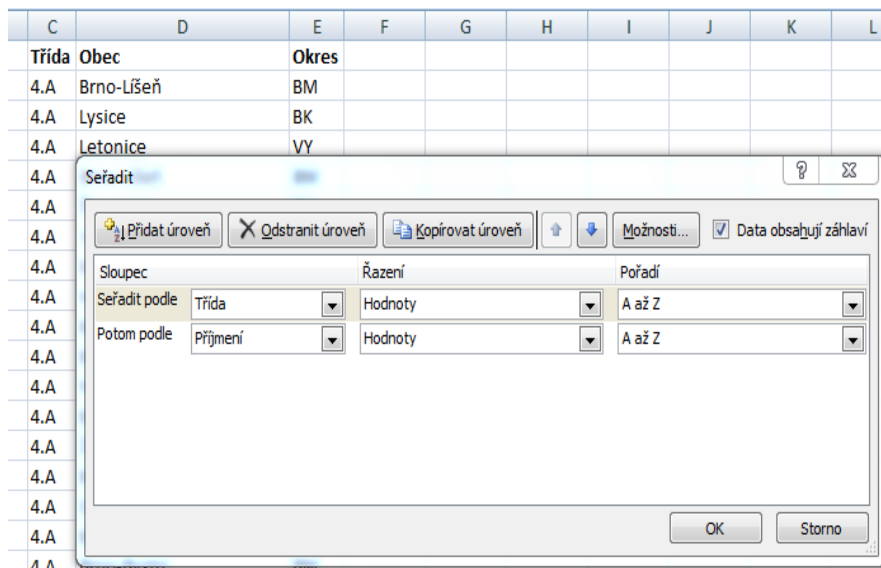 C D E F G H I J K L
Třída Obec Okres
4.A Brno-Líšeň BM
4.A Lysice BK
4.A Letonice VY
4.A
Seřadit
4.A
Přidat úroveň Odstranit úroveň Kopírovat úroveň Možnosti... Data obsahují záhlaví
4.A
4.A
Sloupec Řazení Pořadí
4.A
Seřadit podle Třída Hodnoty A až Z
4.A
Potom podle Příjmení Hodnoty A až Z
4.A
4.A
4.A
4.A
4.A
4.A
4.A
OK Storno
4.A